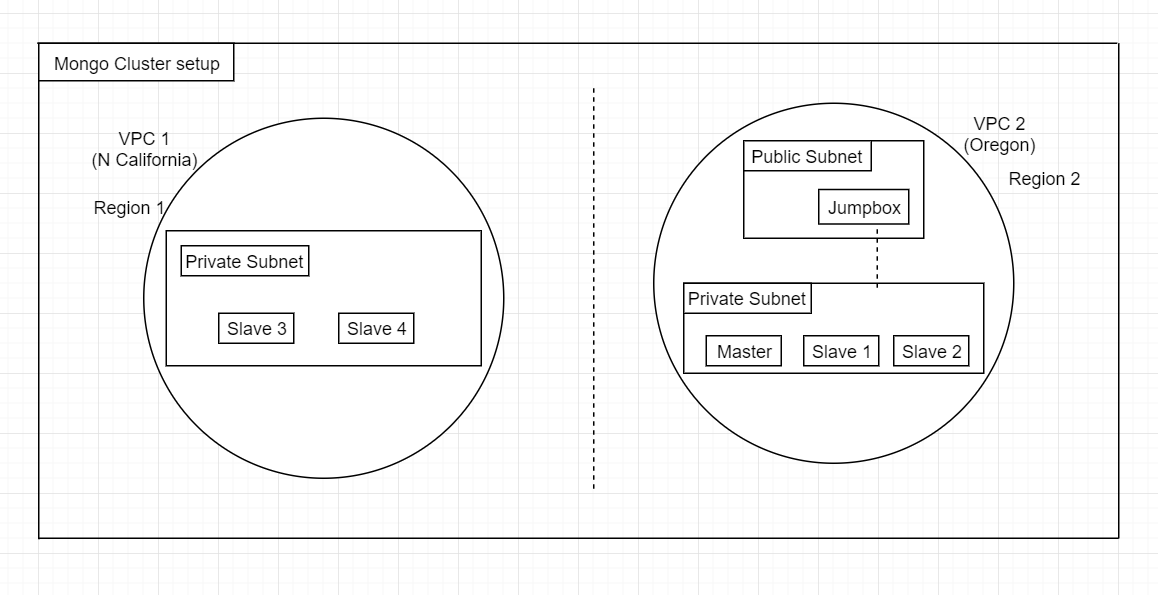 Mongo Cluster setup
VPC 1
(N California)
Region 1
Private Subnet
Slave 3
Slave 4
VPC 2
(Oregon)
Region 2
Public Subnet
Jumpbox
Private Subnet
Master
Slave 1
Slave 2